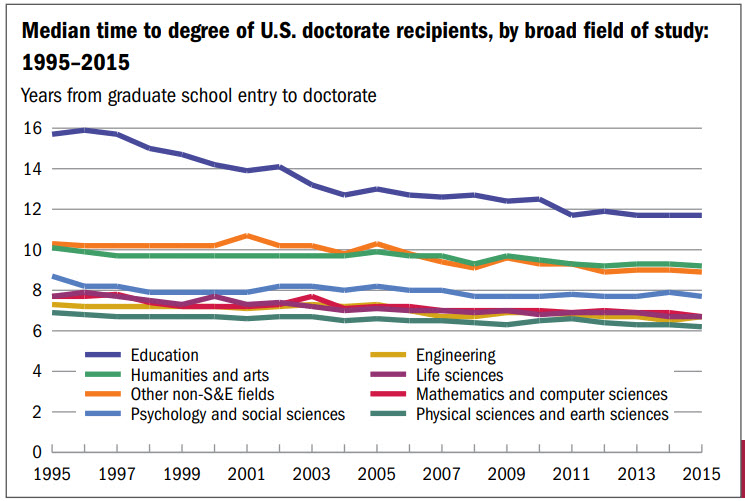 Median time to degree of U.S. doctorate recipients, by broad field of study:
1995–2015
Years from graduate school entry to doctorate
16
14
12
10
8
6
4
2
0
Education
Humanities and arts
Other non-S&E fields
Psychology and social sciences
Engineering
Life sciences
Mathematics and computer sciences
Physical sciences and earth sciences
1995 1997 1999 2001 2003 2005 2007 2009 2011 2013 2015